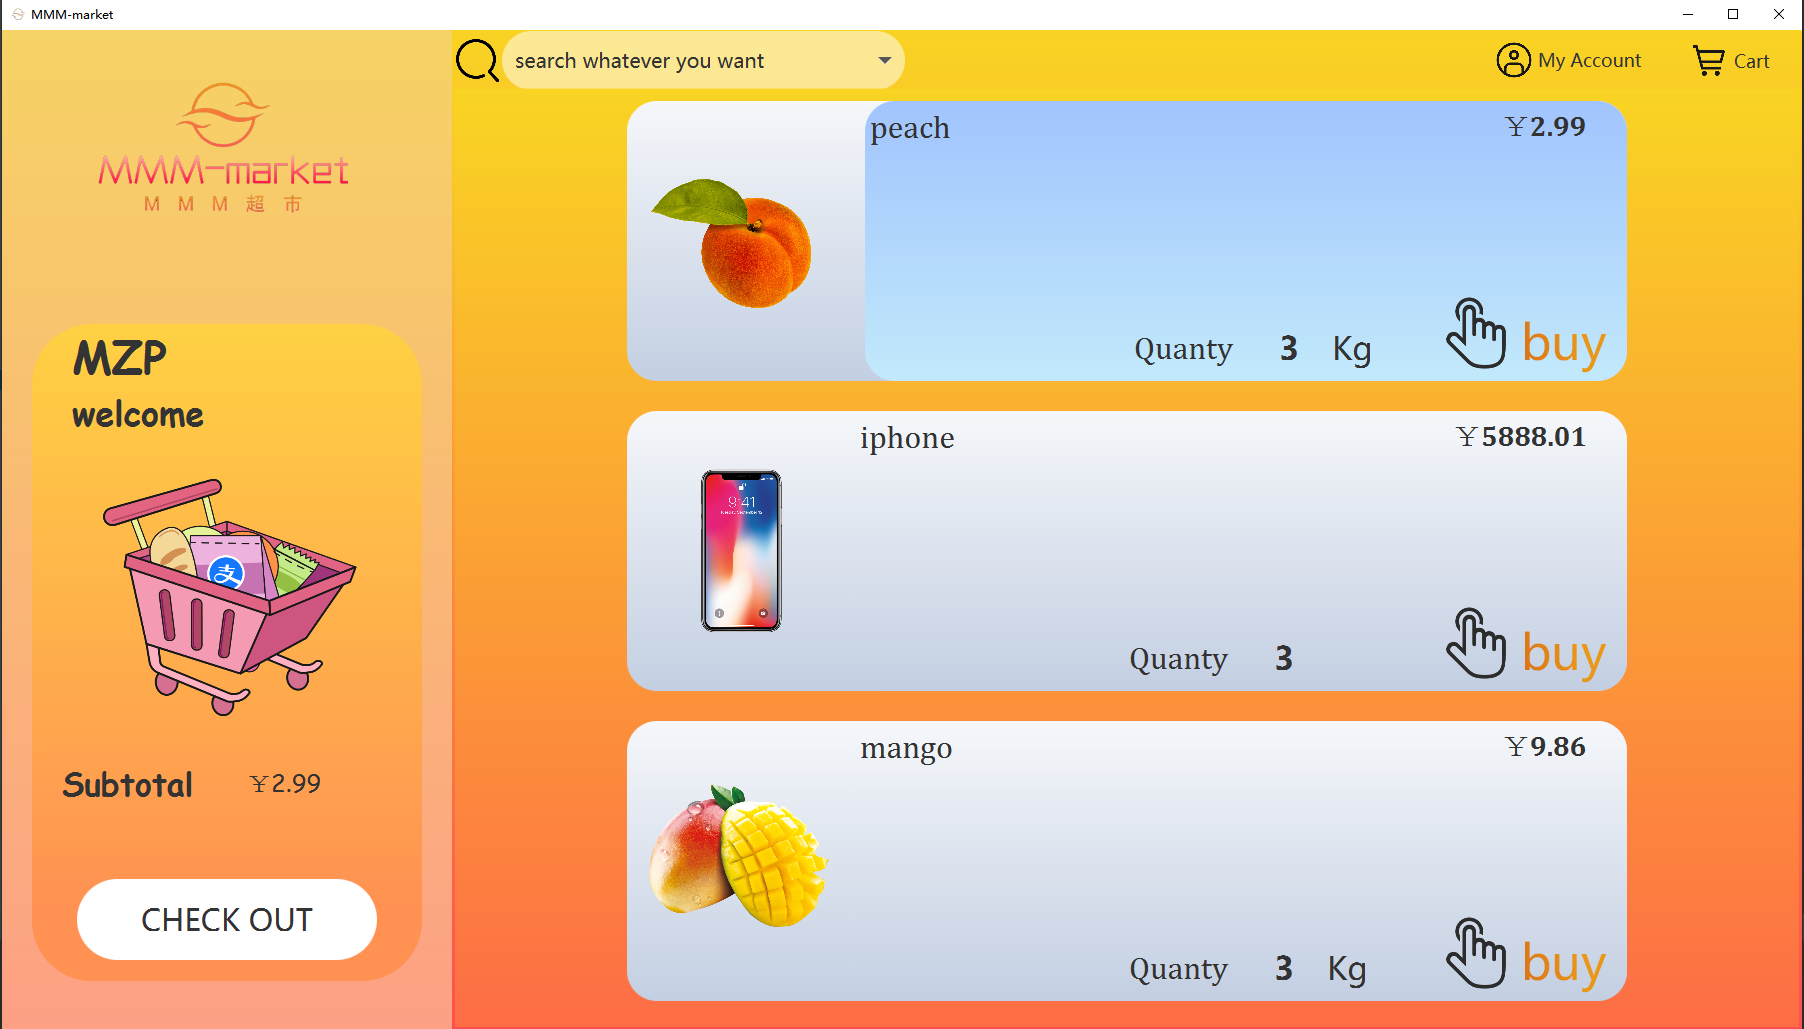 MMM-market
search whatever you want
My Account
Cart
MMM-market
M M M 超 市
MZP
welcome
Subtotal ￥2.99
CHECK OUT
peach ￥2.99
Quanty 3 Kg buy
iphone ￥5888.01
9:41
Quanty 3 buy
mango ￥9.86
Quanty 3 Kg buy